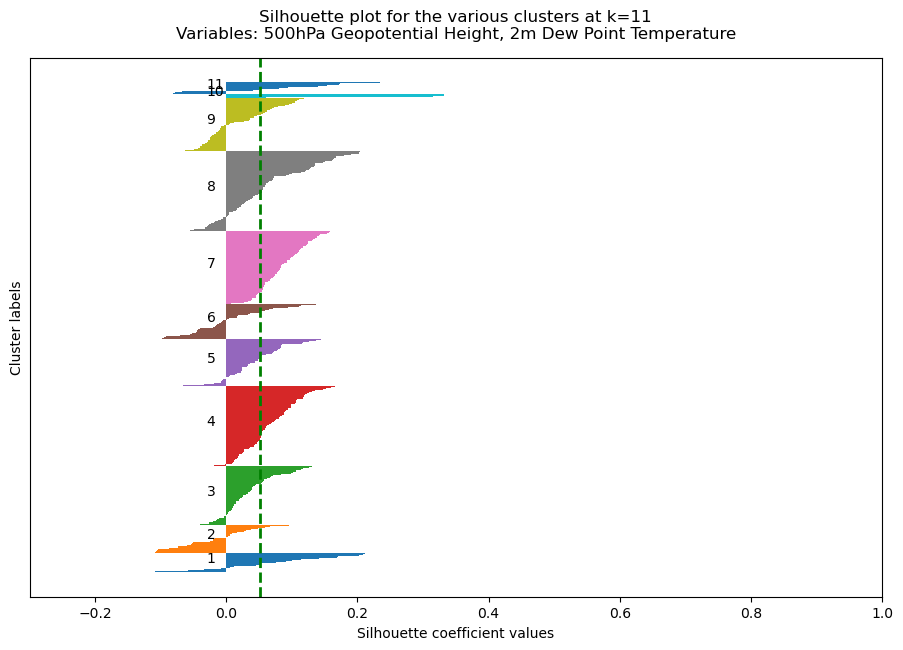 Silhouette plot for the various clusters at k=11
Variables: 500hPa Geopotential Height, 2m Dew Point Temperature
Cluster labels
11
10
9
8
7
6
5
4
3
2
1
−0.2 0.0 0.2 0.4 0.6 0.8 1.0
Silhouette coefficient values